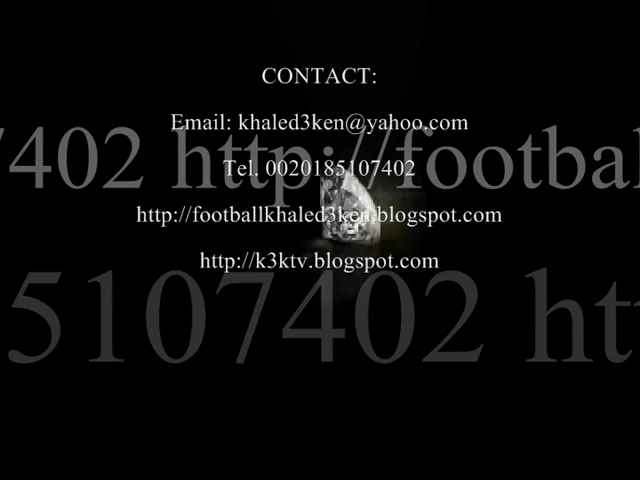 CONTACT:
Email: khaled3ken@yahoo.com
7402 http://footbal
Tel. 0020185107402
http://footballkhaled3ken.blogspot.com
http://k3ktv.blogspot.com
5107402 htt